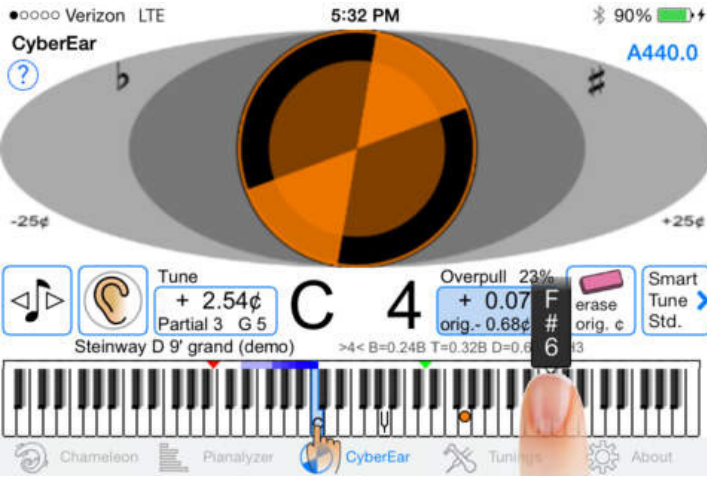 Verizon LTE 5:32 PM 90%
CyberEar
A440.0
?
♭ ♯
-25¢ +25¢
Tune
+ 2.54¢
Partial 3 G 5
C 4
Overpull 23%
+ 0.07
orig.- 0.68¢
F
#
6
erase
orig. ¢
Smart
Tune
Std.
Steinway D 9' grand (demo) >4< B=0.24B T=0.32B D=0.6
Chameleon Pianalyzer CyberEar Tunings About